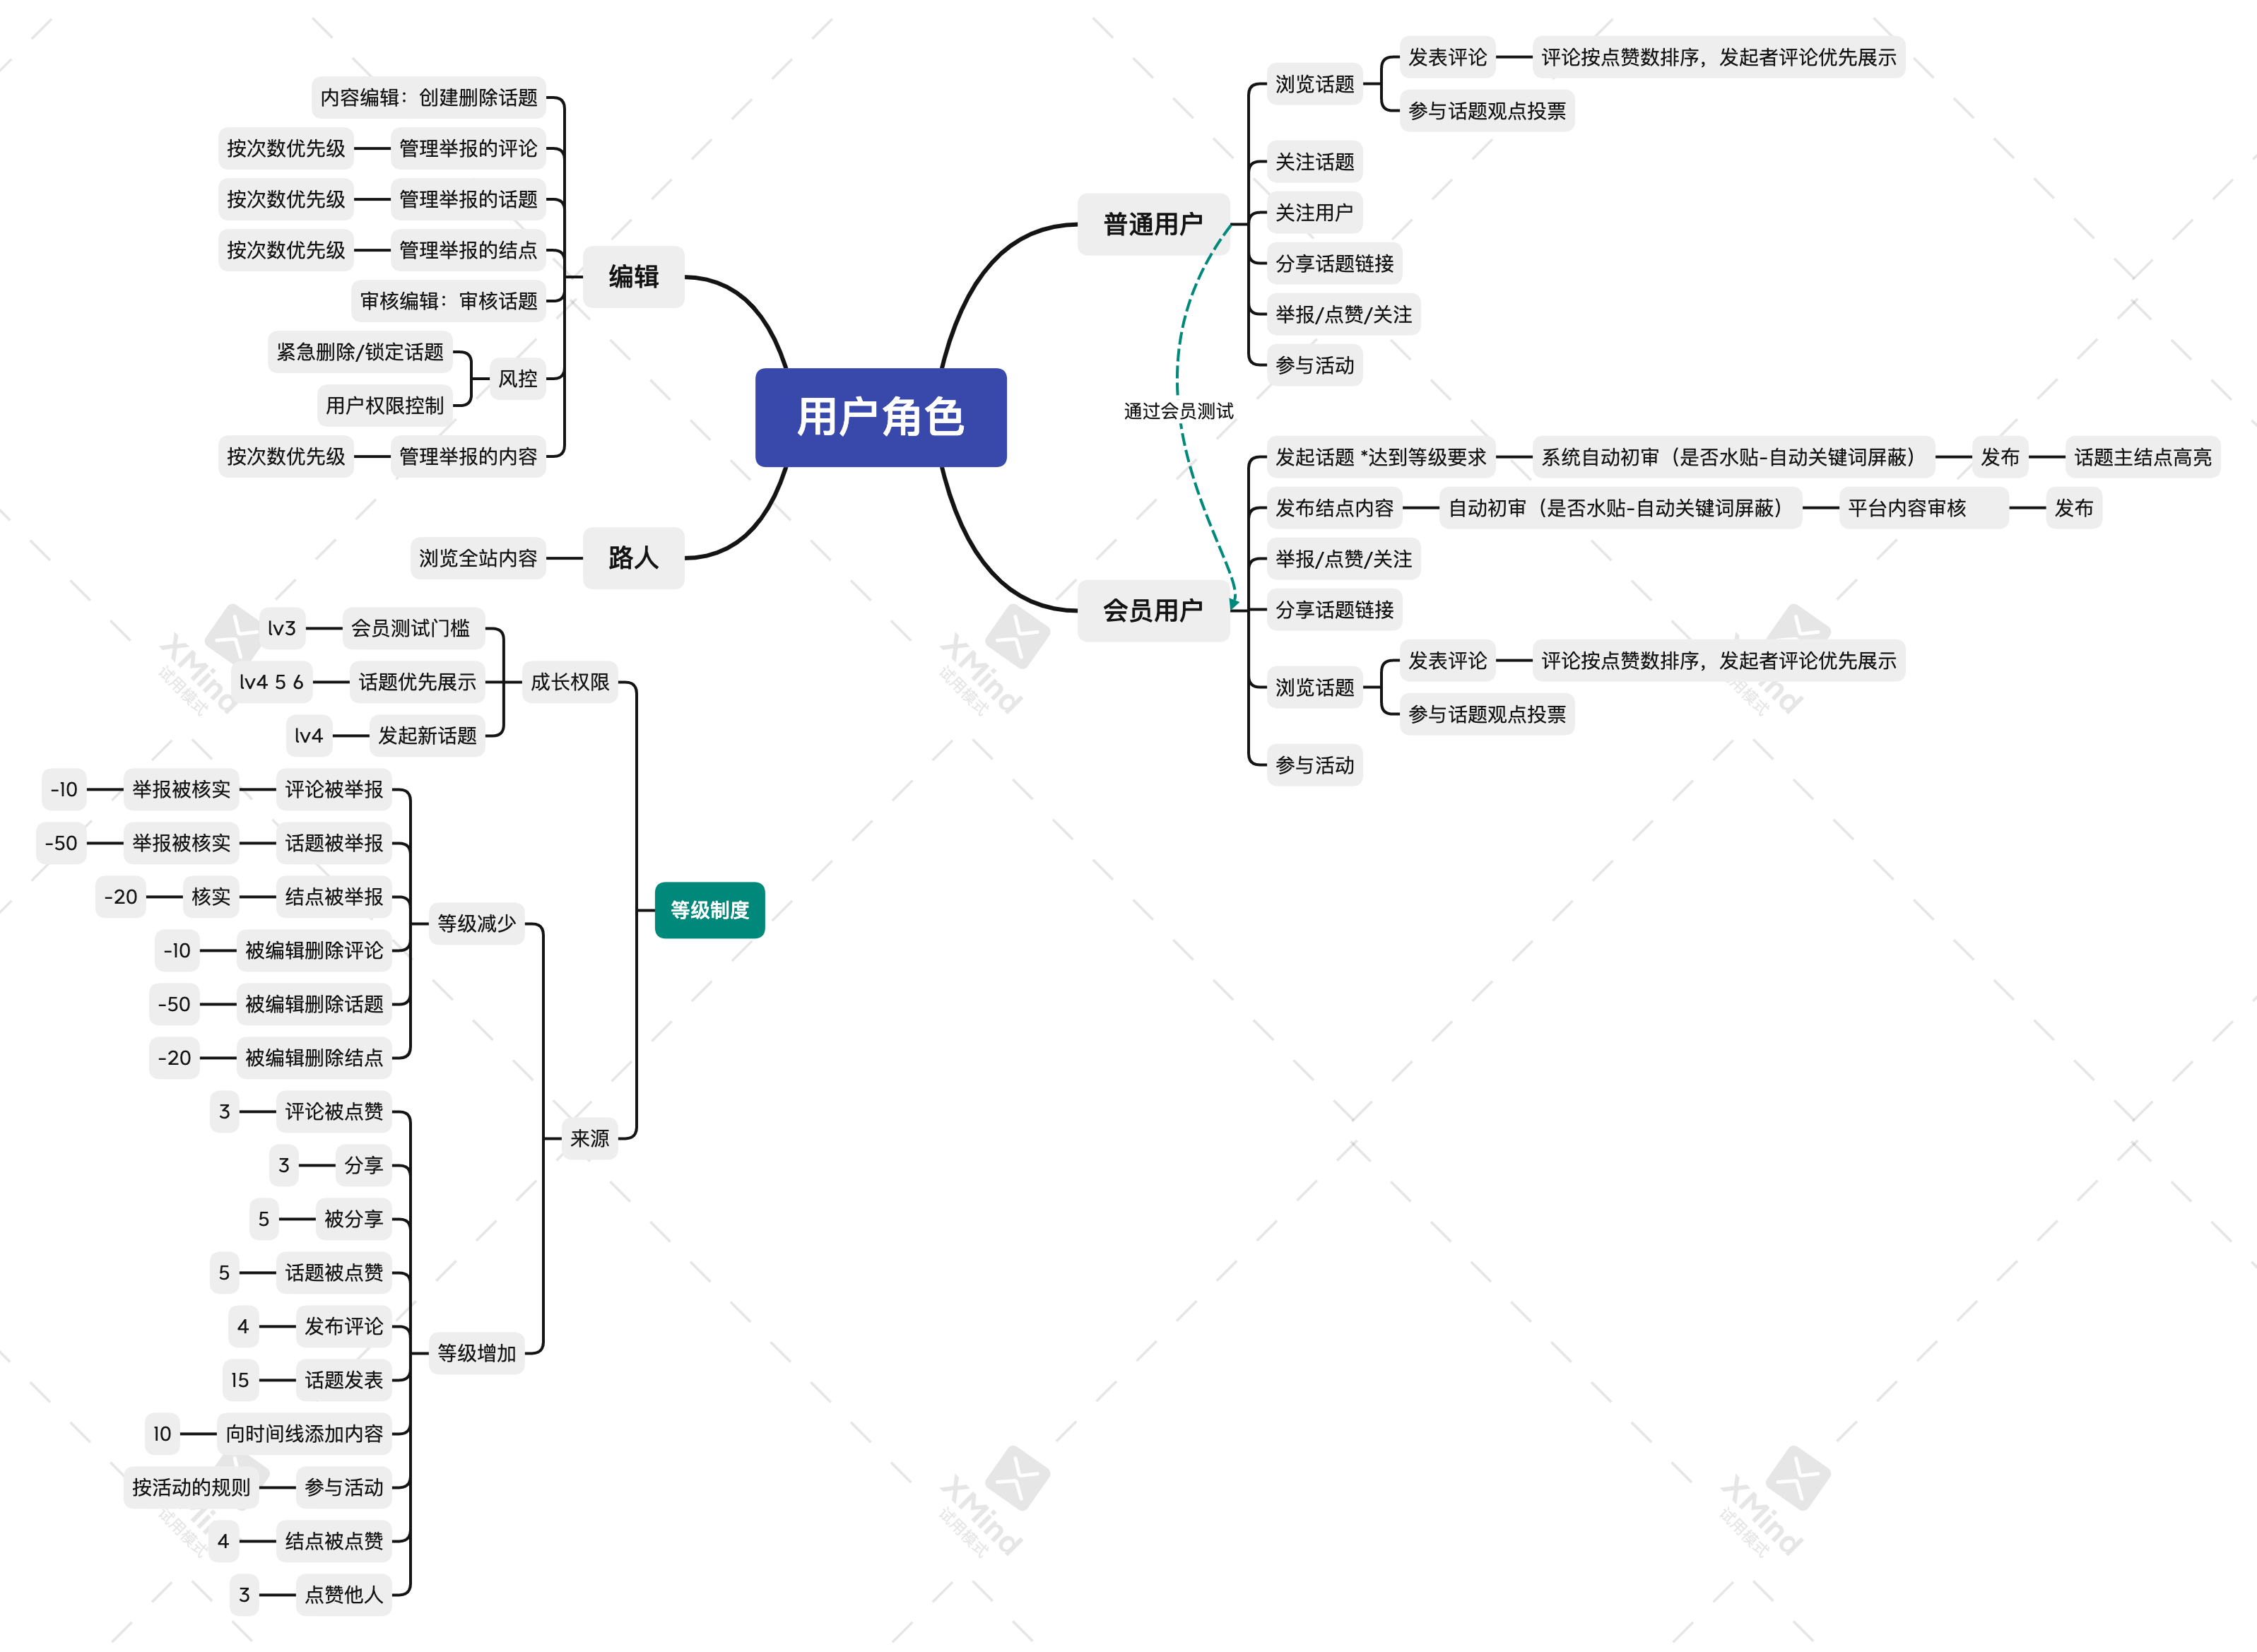 用户角色
普通用户
浏览话题
发表评论
评论按点赞数排序，发起者评论优先展示
参与话题观点投票
关注话题
关注用户
分享话题链接
举报/点赞/关注
参与活动
通过会员测试
会员用户
发起话题 *达到等级要求
系统自动初审（是否水贴-自动关键词屏蔽）
发布
话题主结点高亮
发布结点内容
自动初审（是否水贴-自动关键词屏蔽）
平台内容审核
发布
举报/点赞/关注
分享话题链接
浏览话题
发表评论
评论按点赞数排序，发起者评论优先展示
参与话题观点投票
参与活动
编辑
内容编辑：创建删除话题
管理举报的评论
按次数优先级
管理举报的话题
按次数优先级
管理举报的结点
按次数优先级
审核编辑：审核话题
风控
紧急删除/锁定话题
用户权限控制
管理举报的内容
按次数优先级
路人
浏览全站内容
等级制度
成长权限
会员测试门槛
lv3
话题优先展示
lv4 5 6
发起新话题
lv4
来源
等级减少
评论被举报
举报被核实
-10
话题被举报
举报被核实
-50
结点被举报
核实
-20
被编辑删除评论
-10
被编辑删除话题
-50
被编辑删除结点
-20
等级增加
评论被点赞
3
分享
3
被分享
5
话题被点赞
5
发布评论
4
话题发表
15
向时间线添加内容
10
参与活动
按活动的规则
结点被点赞
4
点赞他人
3
XMind
试用模式
XMind
试用模式
试用模式
试用模式
XMind
试用模式
XMind
试用模式